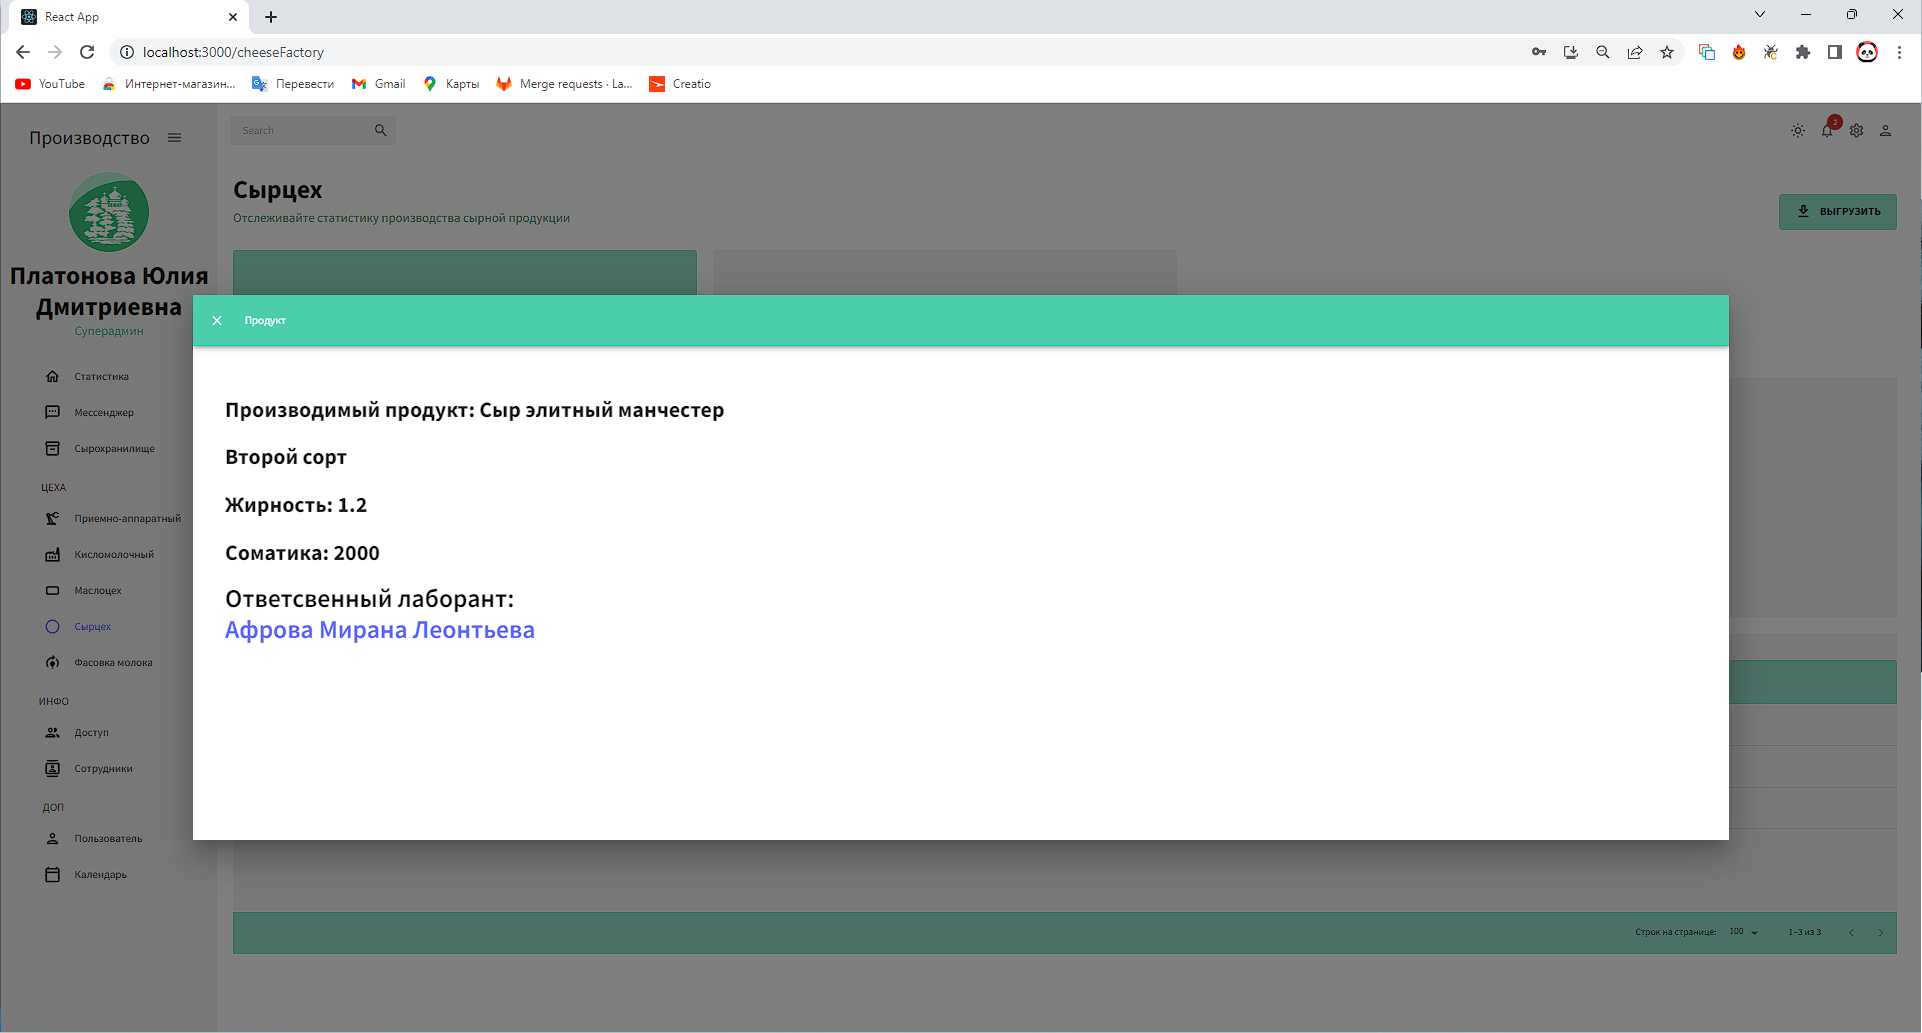 React App
localhost:3000/cheeseFactory
YouTube
Интернет-магазин...
Перевести
Gmail
Карты
Merge requests · La...
Creatio
Производство
Search
2
Платонова Юлия
Дмитриевна
Суперадмин
Сырцех
Отслеживайте статистику производства сырной продукции
ВЫГРУЗИТЬ
Статистика
Мессенджер
Сырохранилище
ЦЕХА
Приемно-аппаратный
Кисломолочный
Маслоцех
Сырцех
Фасовка молока
ИНФО
Доступ
Сотрудники
ДОП
Пользователь
Календарь
Продукт
Производимый продукт: Сыр элитный манчестер
Второй сорт
Жирность: 1.2
Соматика: 2000
Ответсвенный лаборант:
Афрова Мирана Леонтьева
Строк на странице: 100 1–3 из 3